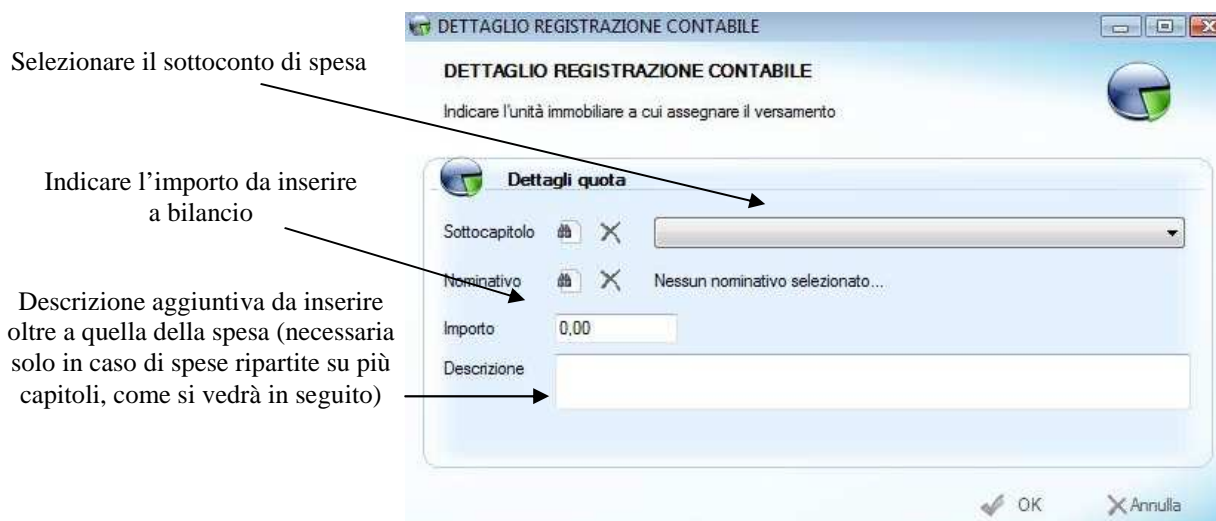 DETTAGLIO REGISTRAZIONE CONTABILE
DETTAGLIO REGISTRAZIONE CONTABILE
Indicare l'unità immobiliare a cui assegnare il versamento
Selezionare il sottoconto di spesa
Indicare l’importo da inserire
a bilancio
Descrizione aggiuntiva da inserire
oltre a quella della spesa (necessaria
solo in caso di spese ripartite su più
capitoli, come si vedrà in seguito)
Dettagli quota
Sottocapitolo
Nominativo Nessun nominativo selezionato...
Importo 0,00
Descrizione
OK Annulla